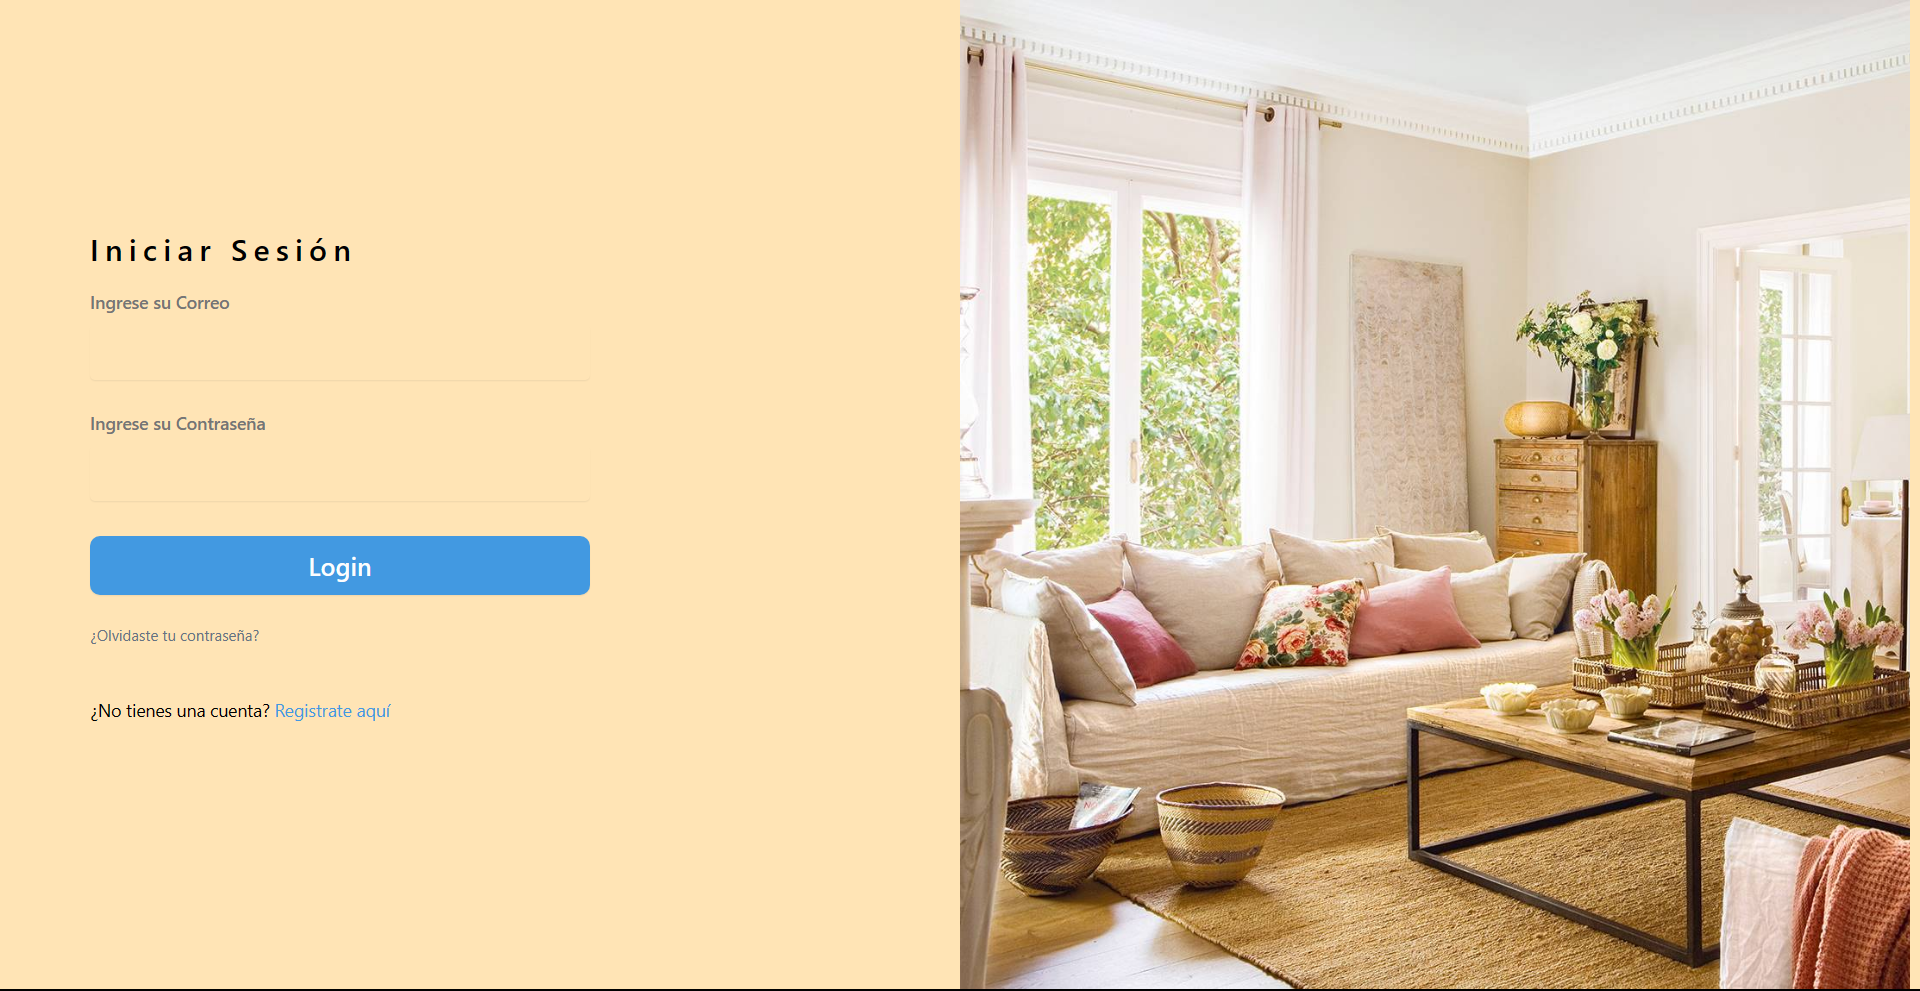 Iniciar Sesión
Ingrese su Correo
Ingrese su Contraseña
Login
¿Olvidaste tu contraseña?
¿No tienes una cuenta? Registrate aquí